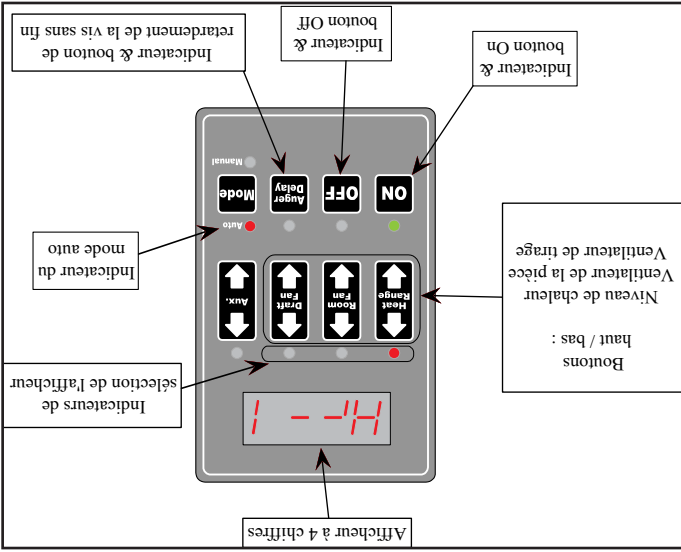 Afficheur à 4 chiffres
Boutons
haut / bas :
Niveau de chaleur
Ventilateur de la pièce
Ventilateur de tirage
Indicateurs de
sélection de l'afficheur
Heat
Range
Room
Fan
Draft
Fan
Aux.
Indicateur du
mode auto
Auto
ON
OFF
Auger
Delay
Mode
Manual
Indicateur &
bouton On
Indicateur &
bouton Off
Indicateur & bouton de
retardement de la vis sans fin